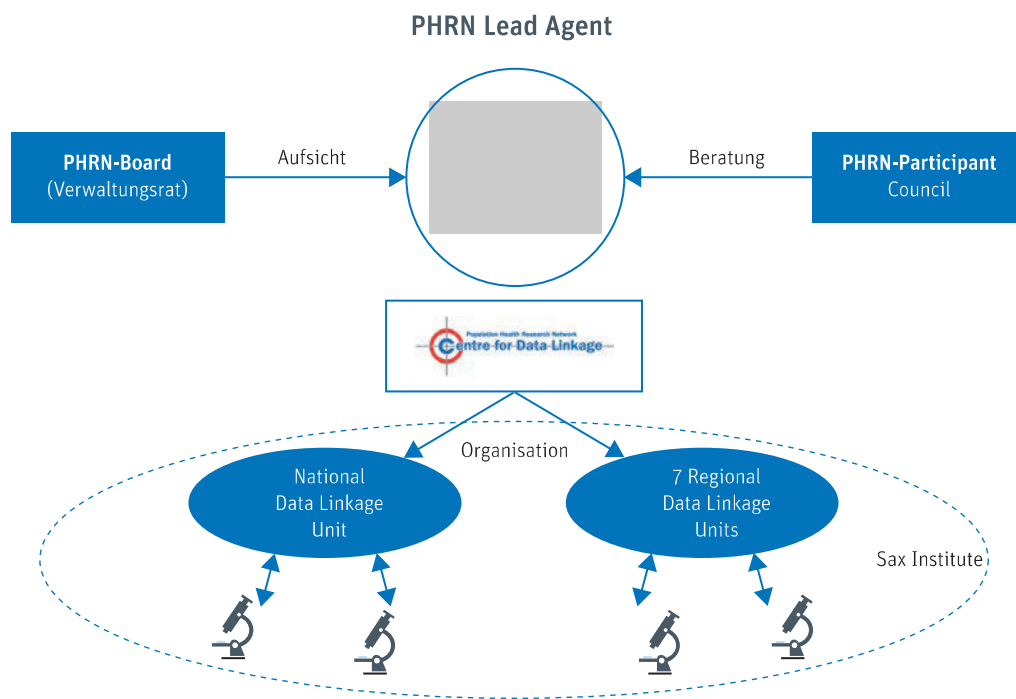 PHRN Lead Agent
PHRN-Board
(Verwaltungsrat)
Aufsicht
Beratung
PHRN-Participant
Council
Population Health Research Network
Centre for Data Linkage
Organisation
National
Data Linkage
Unit
7 Regional
Data Linkage
Units
Sax Institute